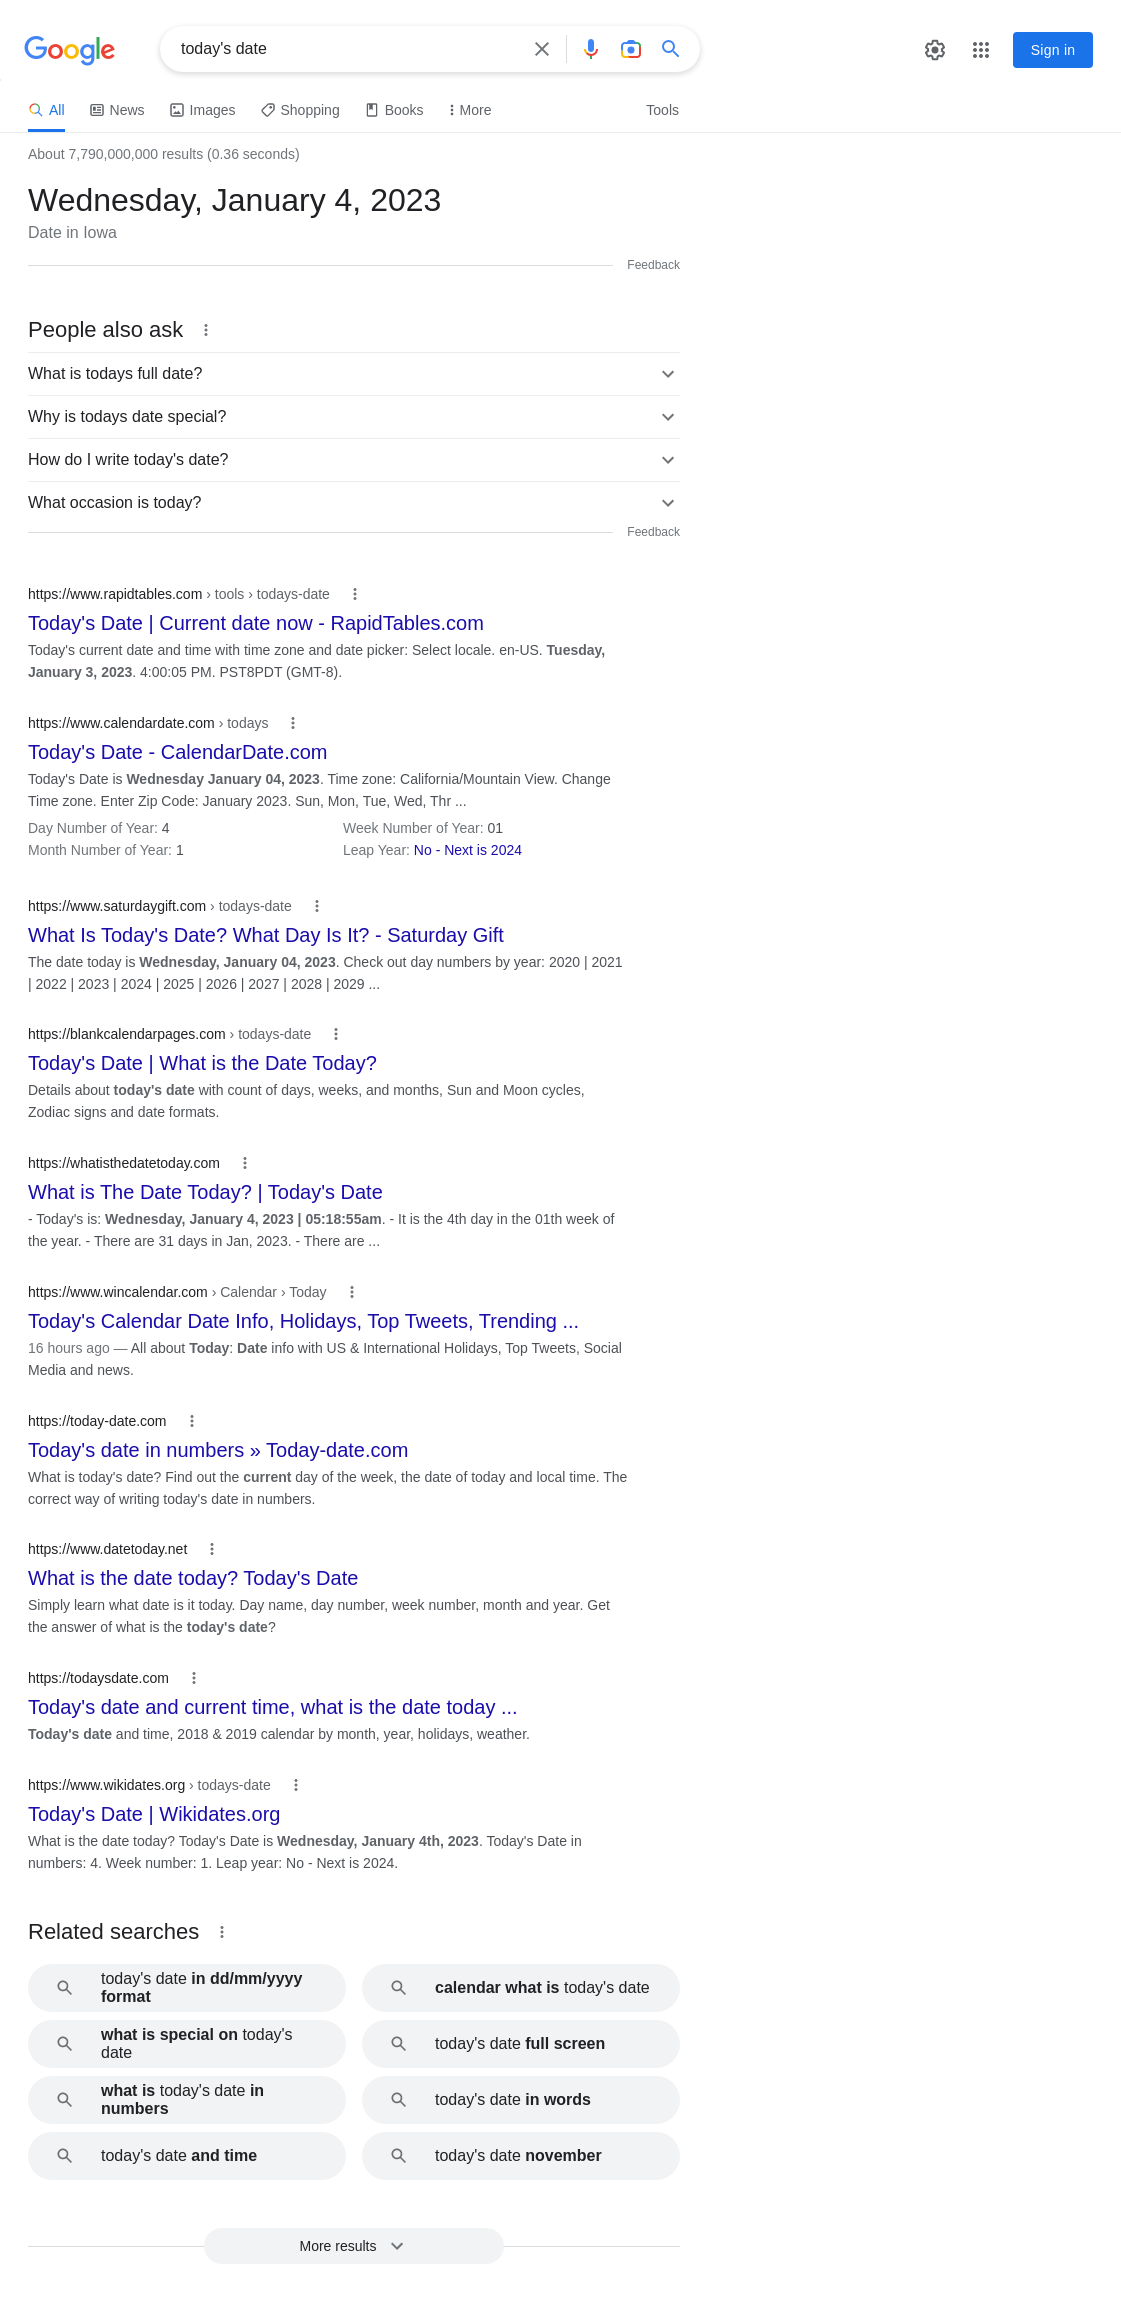 Google
today's date
Sign in
All
News
Images
Shopping
Books
More
Tools
About 7,790,000,000 results (0.36 seconds)
Wednesday, January 4, 2023
Date in Iowa
Feedback
People also ask
What is todays full date?
Why is todays date special?
How do I write today's date?
What occasion is today?
Feedback
https://www.rapidtables.com › tools › todays-date
Today's Date | Current date now - RapidTables.com
Today's current date and time with time zone and date picker: Select locale. en-US. Tuesday,
January 3, 2023. 4:00:05 PM. PST8PDT (GMT-8).
https://www.calendardate.com › todays
Today's Date - CalendarDate.com
Today's Date is Wednesday January 04, 2023. Time zone: California/Mountain View. Change
Time zone. Enter Zip Code: January 2023. Sun, Mon, Tue, Wed, Thr ...
Day Number of Year: 4
Week Number of Year: 01
Month Number of Year: 1
Leap Year: No - Next is 2024
https://www.saturdaygift.com › todays-date
What Is Today's Date? What Day Is It? - Saturday Gift
The date today is Wednesday, January 04, 2023. Check out day numbers by year: 2020 | 2021
| 2022 | 2023 | 2024 | 2025 | 2026 | 2027 | 2028 | 2029 ...
https://blankcalendarpages.com › todays-date
Today's Date | What is the Date Today?
Details about today's date with count of days, weeks, and months, Sun and Moon cycles,
Zodiac signs and date formats.
https://whatisthedatetoday.com
What is The Date Today? | Today's Date
- Today's is: Wednesday, January 4, 2023 | 05:18:55am. - It is the 4th day in the 01th week of
the year. - There are 31 days in Jan, 2023. - There are ...
https://www.wincalendar.com › Calendar › Today
Today's Calendar Date Info, Holidays, Top Tweets, Trending ...
16 hours ago — All about Today: Date info with US & International Holidays, Top Tweets, Social
Media and news.
https://today-date.com
Today's date in numbers » Today-date.com
What is today's date? Find out the current day of the week, the date of today and local time. The
correct way of writing today's date in numbers.
https://www.datetoday.net
What is the date today? Today's Date
Simply learn what date is it today. Day name, day number, week number, month and year. Get
the answer of what is the today's date?
https://todaysdate.com
Today's date and current time, what is the date today ...
Today's date and time, 2018 & 2019 calendar by month, year, holidays, weather.
https://www.wikidates.org › todays-date
Today's Date | Wikidates.org
What is the date today? Today's Date is Wednesday, January 4th, 2023. Today's Date in
numbers: 4. Week number: 1. Leap year: No - Next is 2024.
Related searches
today's date in dd/mm/yyyy
format
calendar what is today's date
what is special on today's
date
today's date full screen
what is today's date in
numbers
today's date in words
today's date and time
today's date november
More results